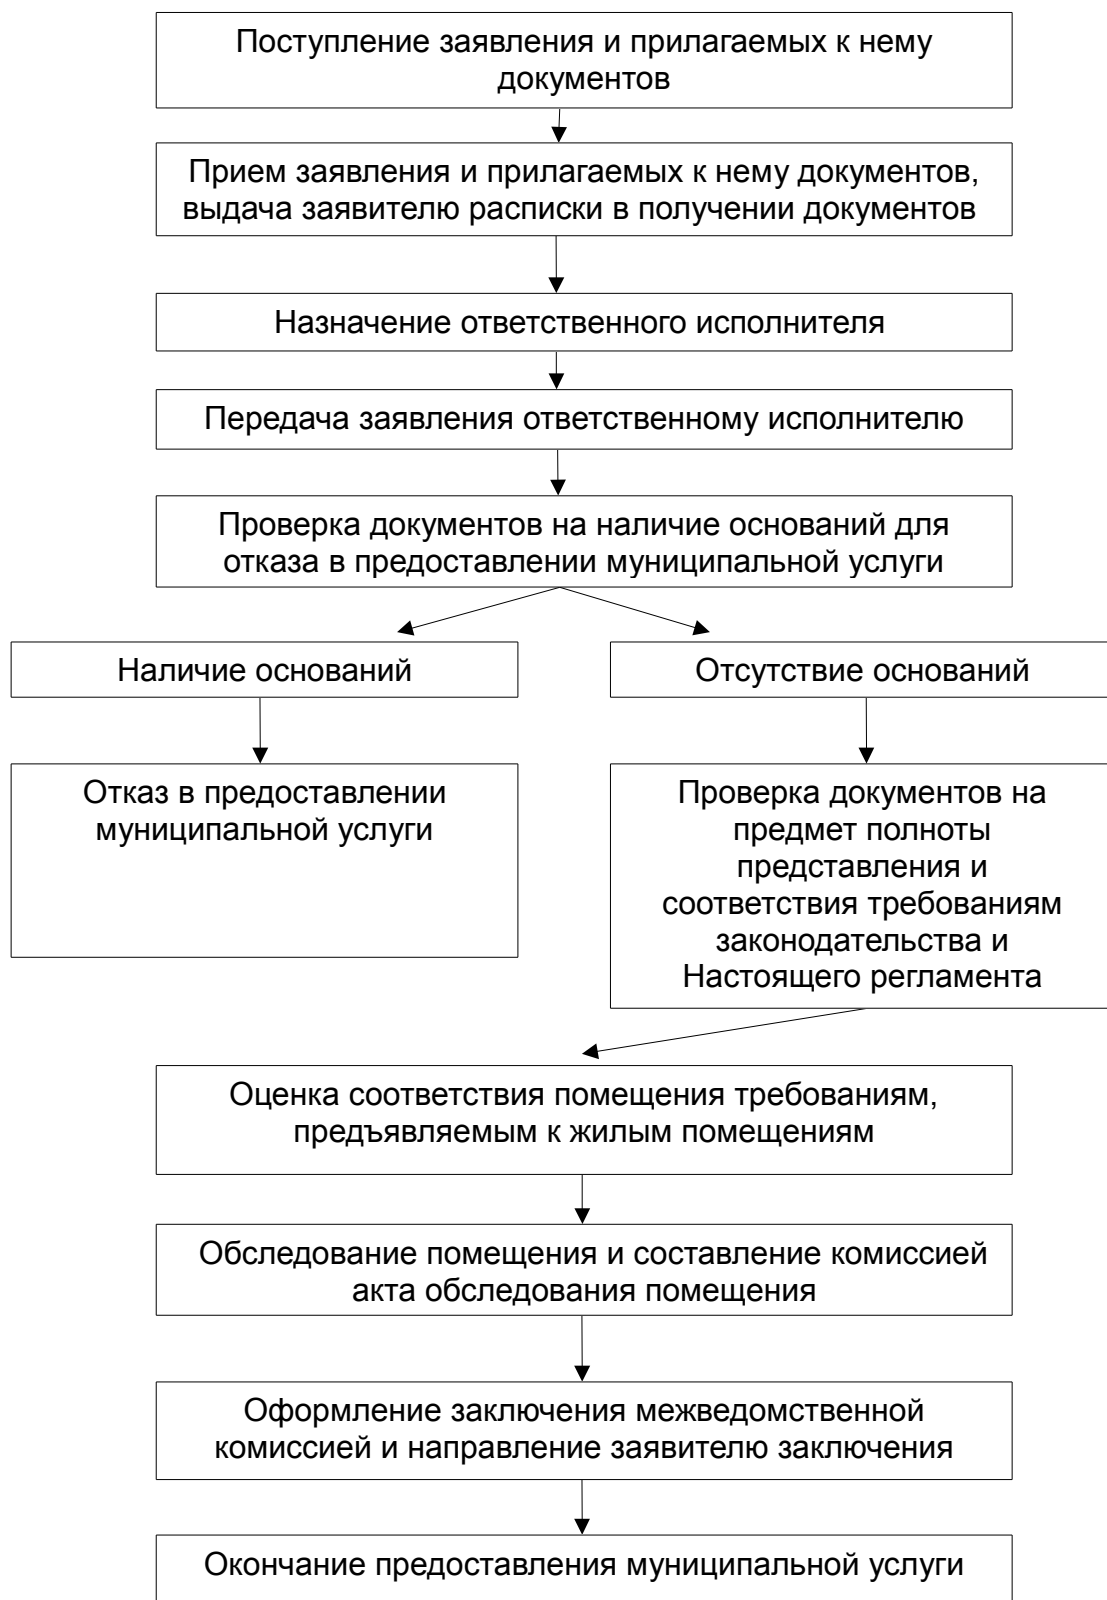 Поступление заявления и прилагаемых к нему
документов
Прием заявления и прилагаемых к нему документов,
выдача заявителю расписки в получении документов
Назначение ответственного исполнителя
Передача заявления ответственному исполнителю
Проверка документов на наличие оснований для
отказа в предоставлении муниципальной услуги
Наличие оснований
Отсутствие оснований
Отказ в предоставлении
муниципальной услуги
Проверка документов на
предмет полноты
представления и
соответствия требованиям
законодательства и
Настоящего регламента
Оценка соответствия помещения требованиям,
предъявляемым к жилым помещениям
Обследование помещения и составление комиссией
акта обследования помещения
Оформление заключения межведомственной
комиссией и направление заявителю заключения
Окончание предоставления муниципальной услуги